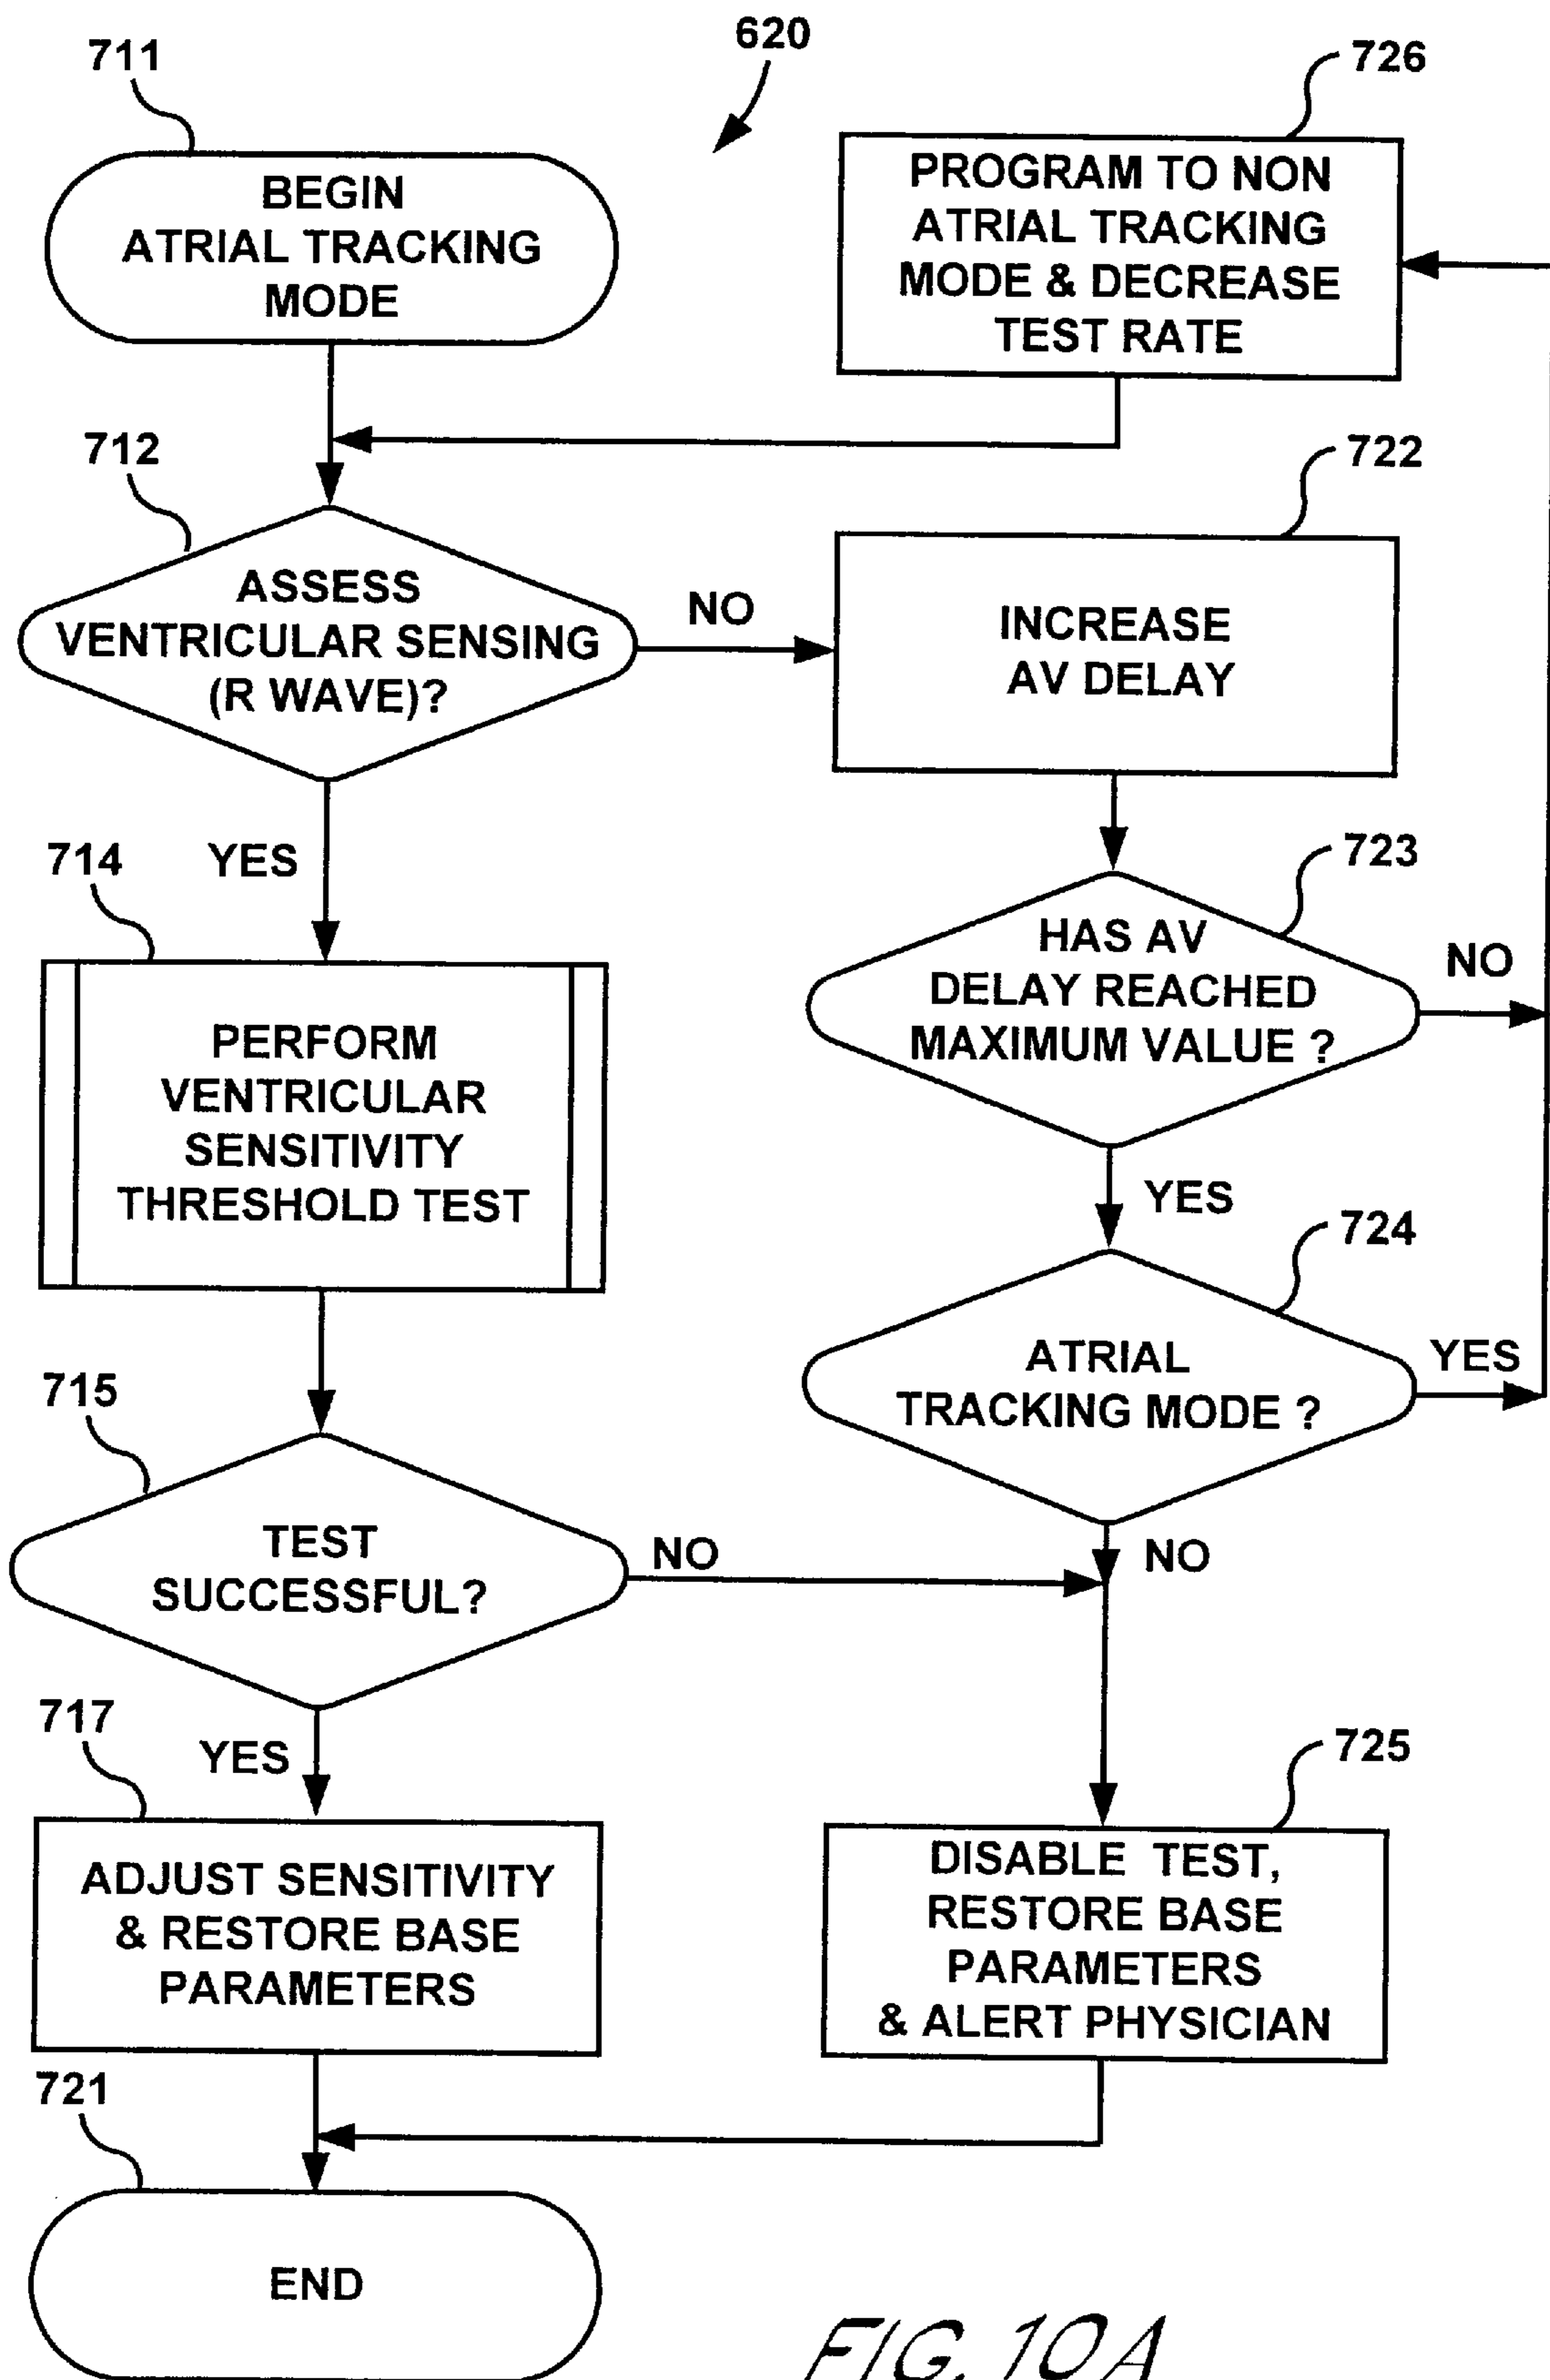 620
711
BEGIN
ATRIAL TRACKING
MODE
726
PROGRAM TO NON
ATRIAL TRACKING
MODE & DECREASE
TEST RATE
712
ASSESS
VENTRICULAR SENSING
(R WAVE)?
NO
722
INCREASE
AV DELAY
YES
714
PERFORM
VENTRICULAR
SENSITIVITY
THRESHOLD TEST
723
HAS AV
DELAY REACHED
MAXIMUM VALUE ?
NO
YES
724
ATRIAL
TRACKING MODE ?
YES
NO
715
TEST
SUCCESSFUL?
NO
YES
717
ADJUST SENSITIVITY
& RESTORE BASE
PARAMETERS
725
DISABLE TEST,
RESTORE BASE
PARAMETERS
& ALERT PHYSICIAN
721
END
FIG. 10A